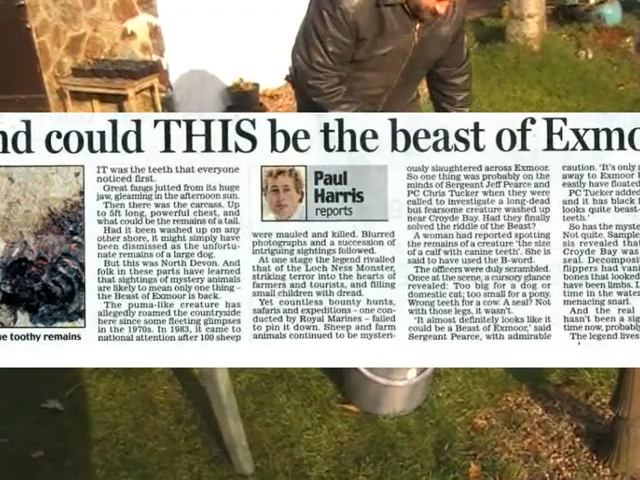 nd could THIS be the beast of Exmo
e toothy remains
IT was the teeth that everyone
noticed first.
Great fangs jutted from its huge
jaw, gleaming in the afternoon sun.
Then there was the carcass. Up
to 5ft long, powerful chest, and
what could be the remains of a tail.
Had it been washed up on any
other shore, it might simply have
been dismissed as the unfortu-
nate remains of a large dog.
But this was North Devon. And
folk in these parts have learned
that sightings of mystery animals
are likely to mean only one thing –
the Beast of Exmoor is back.
The puma-like creature has
allegedly roamed the countryside
here since some fleeting glimpses
in the 1970s. In 1983, it came to
national attention after 100 sheep
Paul
Harris
reports
were mauled and killed. Blurred
photographs and a succession of
intriguing sightings followed.
At one stage the legend rivalled
that of the Loch Ness Monster,
striking terror into the hearts of
farmers and tourists, and filling
small children with dread.
Yet countless bounty hunts,
safaris and expeditions – one con-
ducted by Royal Marines – failed
to pin it down. Sheep and farm
animals continued to be mysteri-
ously slaughtered across Exmoor.
So one thing was probably on the
minds of Sergeant Jeff Pearce and
PC Chris Tucker when they were
called to investigate a long-dead
but fearsome creature washed up
near Croyde Bay. Had they finally
solved the riddle of the Beast?
A woman had reported spotting
the remains of a creature 'the size
of a calf with canine teeth'. She is
said to have used the B-word.
The officers were duly scrambled.
Once at the scene, a cursory glance
revealed: Too big for a dog or
domestic cat; too small for a pony.
Wrong teeth for a cow. A seal? Not
with those legs, it wasn't.
'It almost definitely looks like it
could be a Beast of Exmoor,' said
Sergeant Pearce, with admirable
caution. 'It's only
away to Exmoor
easily have floated
PC Tucker added
and it has black
looks quite beast-
teeth.'
So has the myste
Not quite. Sample
sis revealed tha
Croyde Bay was
seal. Decomposi
flippers had vani
bones that looked
have been limbs. L
time in the water
menacing snarl.
And the real
hasn't been a sig
time now, probabl
The legend lives